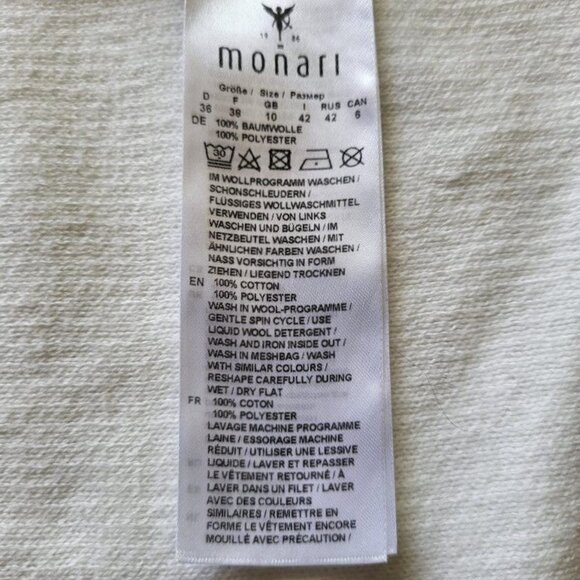 19 86
monari
Größe / Size / Размер
D F GB I RUS CAN
36 38 10 42 42 6
DE 100% BAUMWOLLE
100% POLYESTER
30
IM WOLLPROGRAMM WASCHEN /
SCHONSCHLEUDERN /
FLÜSSIGES WOLLWASCHMITTEL
VERWENDEN / VON LINKS
WASCHEN UND BÜGELN / IM
NETZBEUTEL WASCHEN / MIT
ÄHNLICHEN FARBEN WASCHEN /
NASS VORSICHTIG IN FORM
ZIEHEN / LIEGEND TROCKNEN
EN 100% COTTON
100% POLYESTER
WASH IN WOOL-PROGRAMME /
GENTLE SPIN CYCLE / USE
LIQUID WOOL DETERGENT /
WASH AND IRON INSIDE OUT /
WASH IN MESHBAG / WASH
WITH SIMILAR COLOURS /
RESHAPE CAREFULLY DURING
WET / DRY FLAT
FR 100% COTON
100% POLYESTER
LAVAGE MACHINE PROGRAMME
LAINE / ESSORAGE MACHINE
RÉDUIT / UTILISER UNE LESSIVE
LIQUIDE / LAVER ET REPASSER
LE VÊTEMENT RETOURNÉ / À
LAVER DANS UN FILET / LAVER
AVEC DES COULEURS
SIMILAIRES / REMETTRE EN
FORME LE VÊTEMENT ENCORE
MOUILLÉ AVEC PRÉCAUTION /